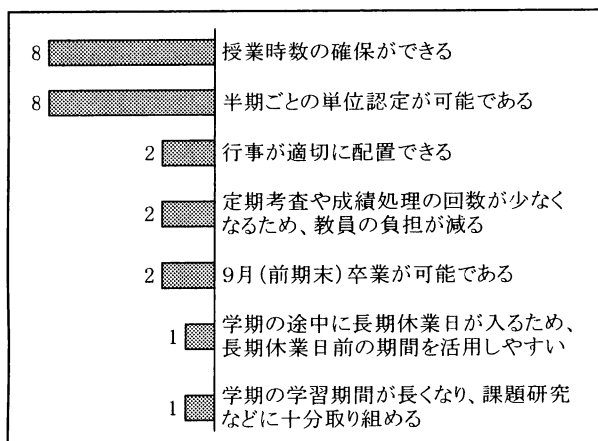 8 授業時数の確保ができる
8 半期ごとの単位認定が可能である
2 行事が適切に配置できる
2 定期考査や成績処理の回数が少なく
なるため、教員の負担が減る
2 9月(前期末)卒業が可能である
1 学期の途中に長期休業日が入るため、
長期休業日前の期間を活用しやすい
1 学期の学習期間が長くなり、課題研究
などに十分取り組める